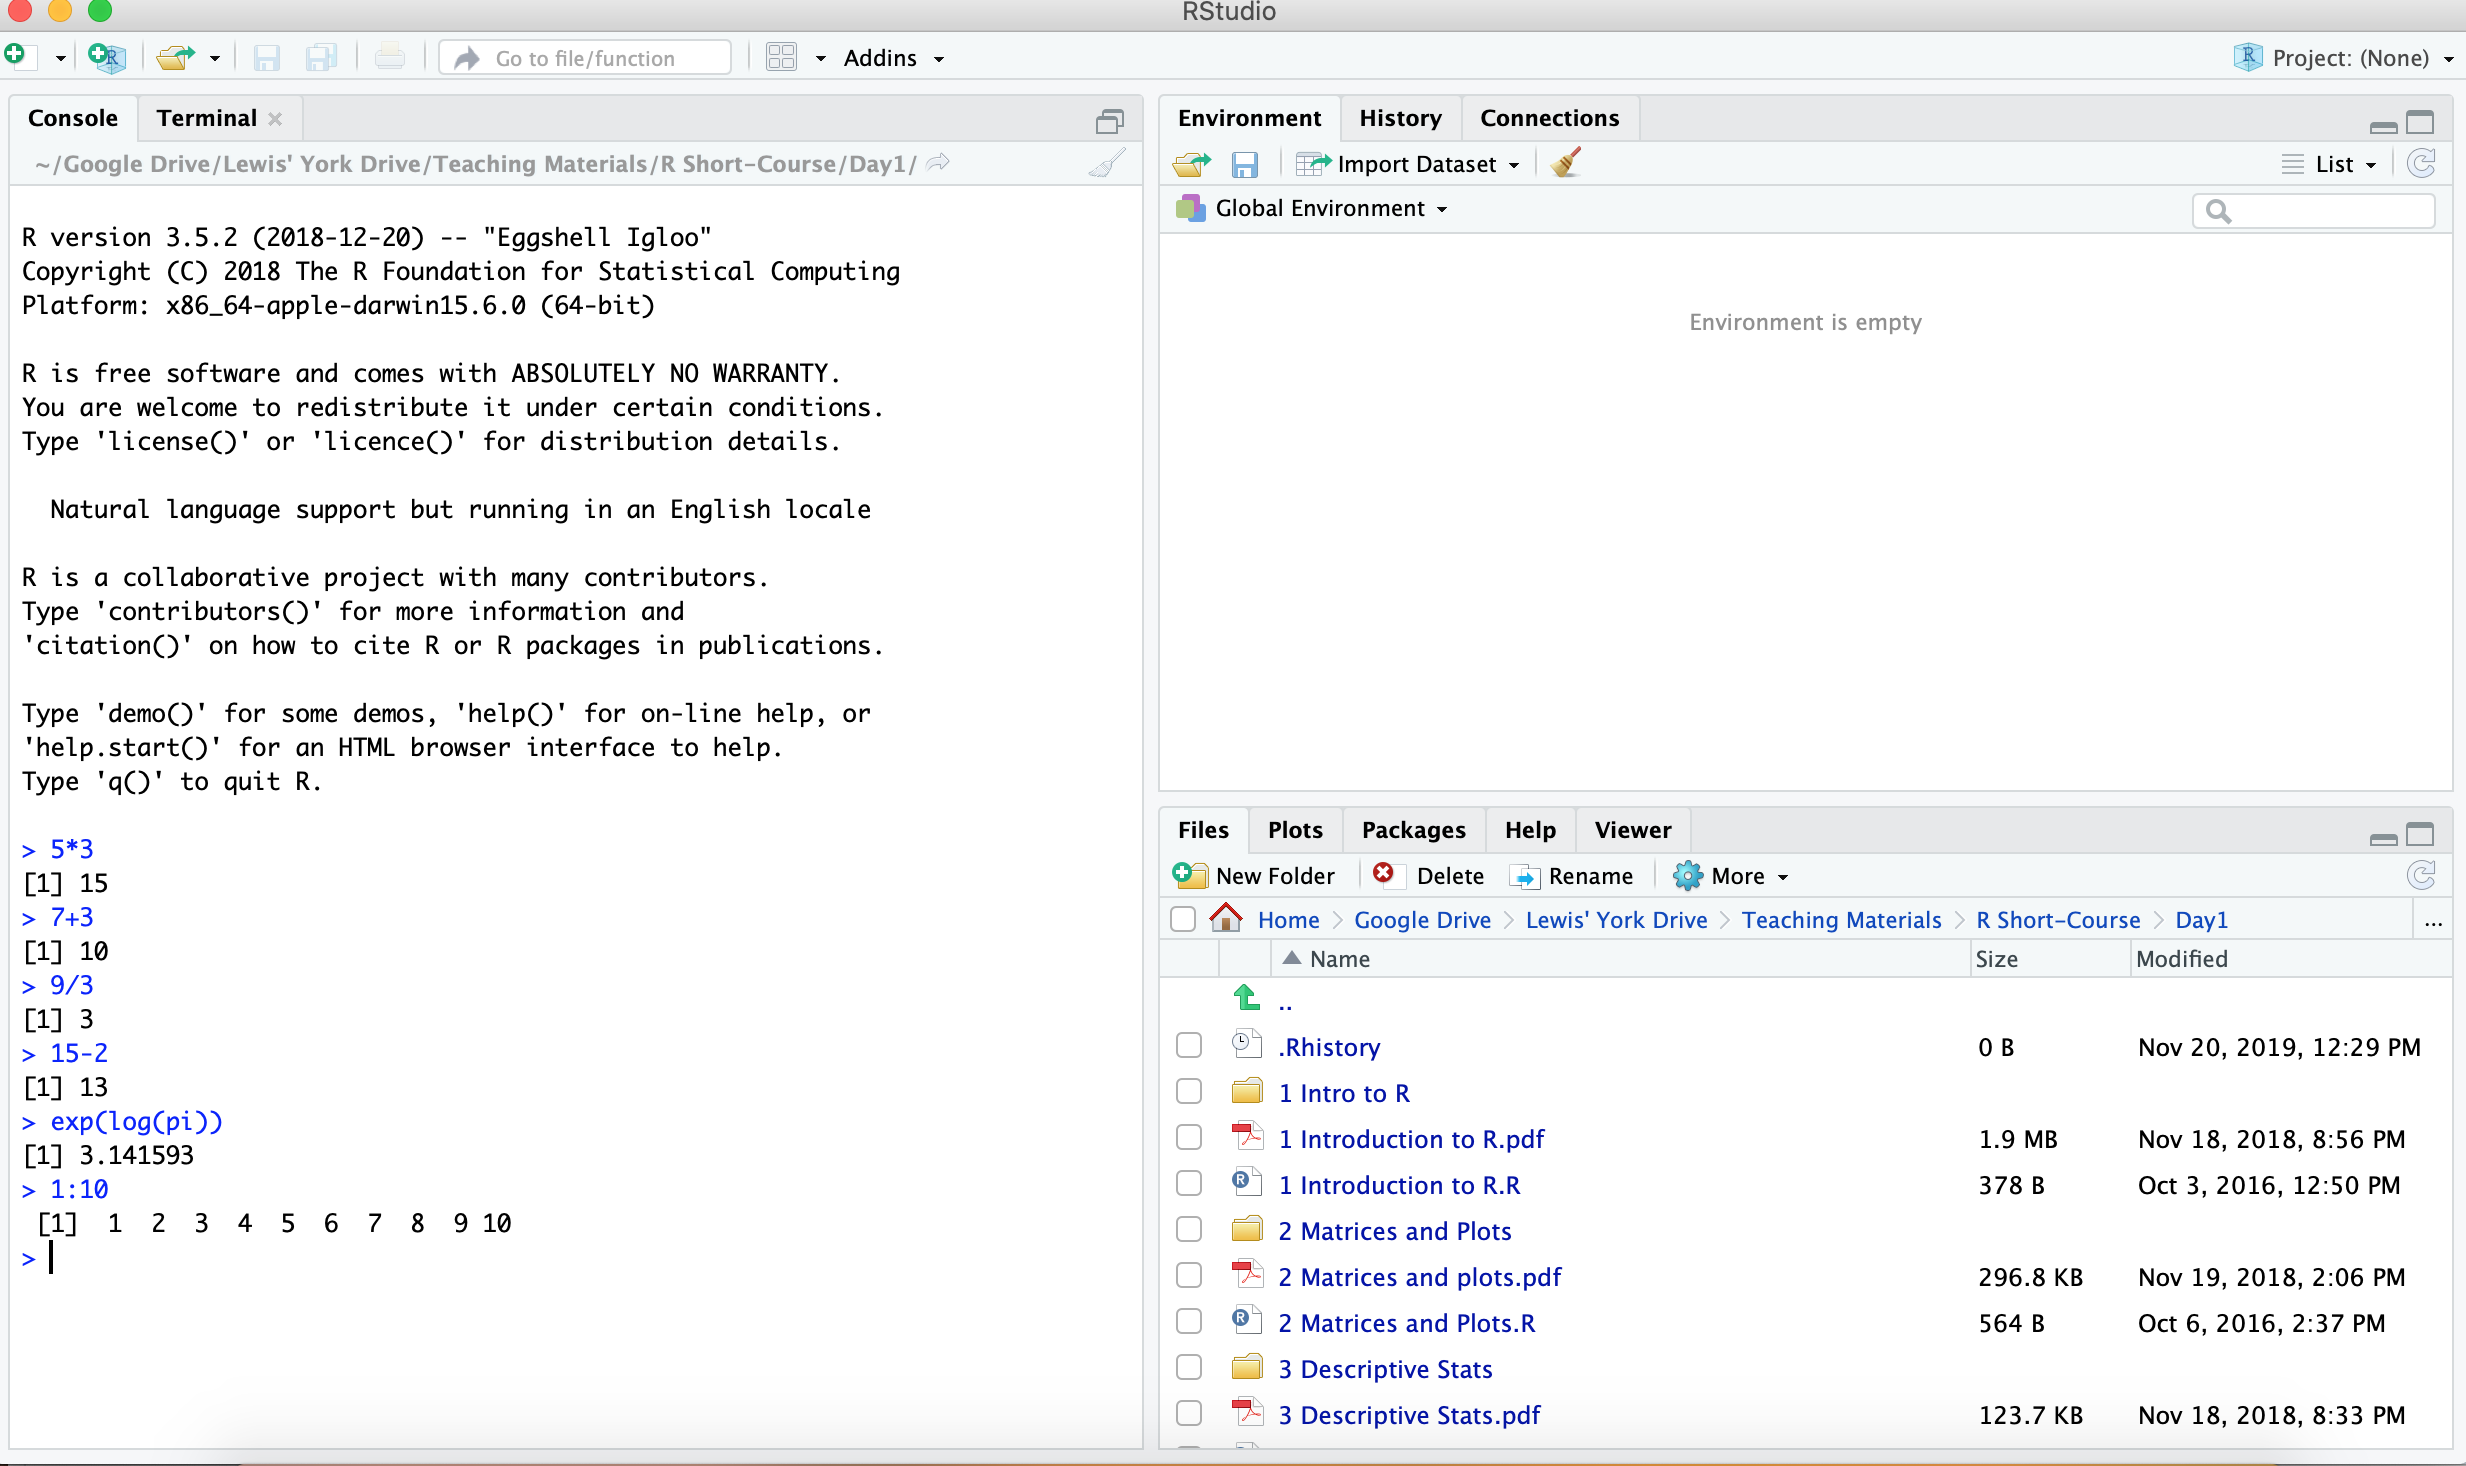 RStudio
Go to file/function
Addins
Project: (None)
Console
Terminal
~/Google Drive/Lewis' York Drive/Teaching Materials/R Short-Course/Day1/
R version 3.5.2 (2018-12-20) -- "Eggshell Igloo"
Copyright (C) 2018 The R Foundation for Statistical Computing
Platform: x86_64-apple-darwin15.6.0 (64-bit)
R is free software and comes with ABSOLUTELY NO WARRANTY.
You are welcome to redistribute it under certain conditions.
Type 'license()' or 'licence()' for distribution details.
Natural language support but running in an English locale
R is a collaborative project with many contributors.
Type 'contributors()' for more information and
'citation()' on how to cite R or R packages in publications.
Type 'demo()' for some demos, 'help()' for on-line help, or
'help.start()' for an HTML browser interface to help.
Type 'q()' to quit R.
> 5*3
[1] 15
> 7+3
[1] 10
> 9/3
[1] 3
> 15-2
[1] 13
> exp(log(pi))
[1] 3.141593
> 1:10
[1] 1 2 3 4 5 6 7 8 9 10
>
Environment History Connections
Import Dataset List
Global Environment
Environment is empty
Files Plots Packages Help Viewer
New Folder Delete Rename More
Home > Google Drive > Lewis' York Drive > Teaching Materials > R Short-Course > Day1 ...
Name Size Modified
..
.Rhistory 0 B Nov 20, 2019, 12:29 PM
1 Intro to R
1 Introduction to R.pdf 1.9 MB Nov 18, 2018, 8:56 PM
1 Introduction to R.R 378 B Oct 3, 2016, 12:50 PM
2 Matrices and Plots
2 Matrices and plots.pdf 296.8 KB Nov 19, 2018, 2:06 PM
2 Matrices and Plots.R 564 B Oct 6, 2016, 2:37 PM
3 Descriptive Stats
3 Descriptive Stats.pdf 123.7 KB Nov 18, 2018, 8:33 PM